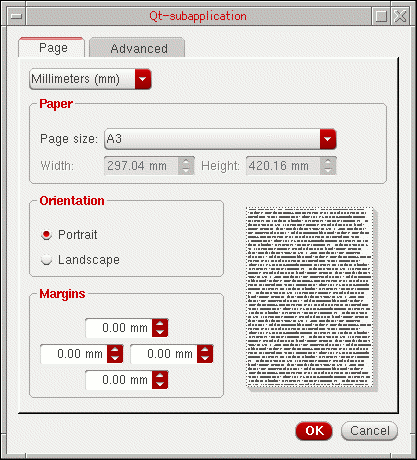 Qt-subapplication
Page Advanced
Millimeters (mm)
Paper
Page size: A3
Width: 297.04 mm Height: 420.16 mm
Orientation
Portrait
Landscape
Margins
0.00 mm
0.00 mm 0.00 mm
0.00 mm
OK Cancel